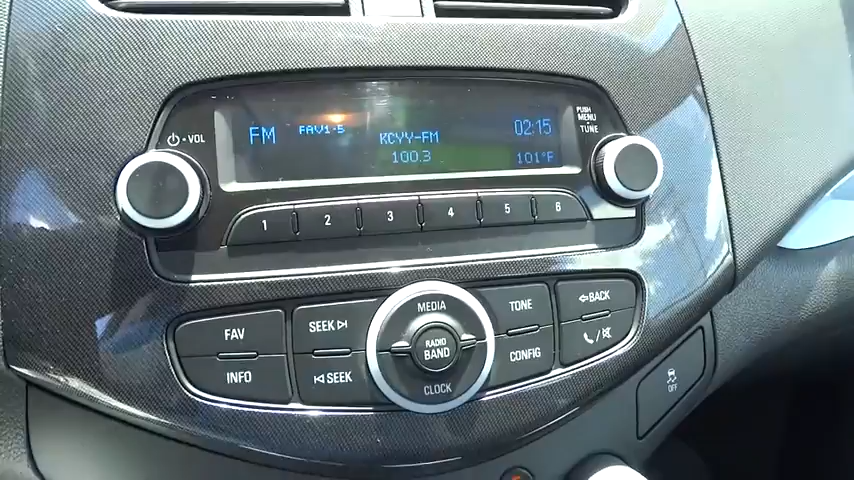 PUSH
MENU
TUNE
VOL
FM FAV1-5 KCYY-FM 02:15
100.3 101°F
1 2 3 4 5 6
MEDIA
FAV SEEK TONE BACK
RADIO
BAND
INFO SEEK CONFIG
CLOCK
OFF